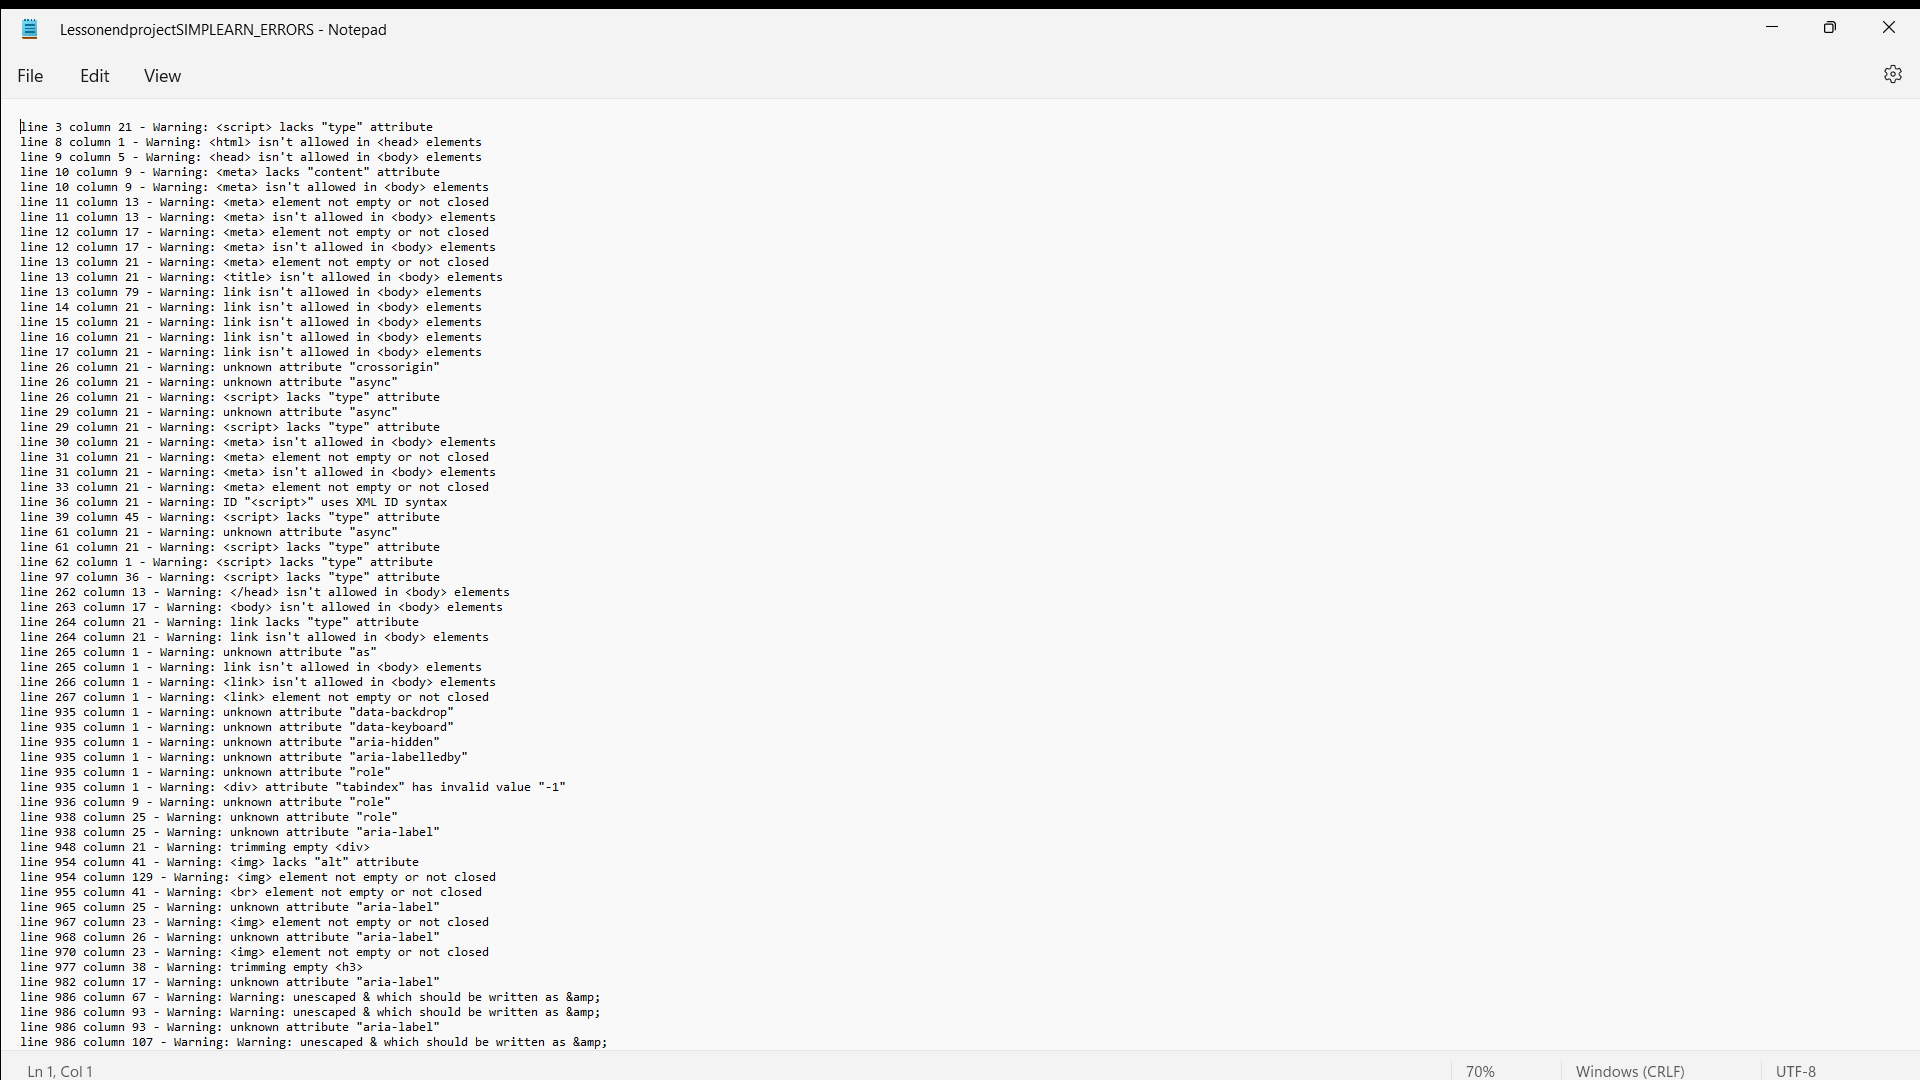 LessonendprojectSIMPLEARN_ERRORS - Notepad
File Edit View
line 3 column 21 - Warning: <script> lacks "type" attribute
line 8 column 1 - Warning: <html> isn't allowed in <head> elements
line 9 column 5 - Warning: <head> isn't allowed in <body> elements
line 10 column 9 - Warning: <meta> lacks "content" attribute
line 10 column 9 - Warning: <meta> isn't allowed in <body> elements
line 11 column 13 - Warning: <meta> element not empty or not closed
line 11 column 13 - Warning: <meta> isn't allowed in <body> elements
line 12 column 17 - Warning: <meta> element not empty or not closed
line 12 column 17 - Warning: <meta> isn't allowed in <body> elements
line 13 column 21 - Warning: <meta> element not empty or not closed
line 13 column 21 - Warning: <title> isn't allowed in <body> elements
line 13 column 79 - Warning: link isn't allowed in <body> elements
line 14 column 21 - Warning: link isn't allowed in <body> elements
line 15 column 21 - Warning: link isn't allowed in <body> elements
line 16 column 21 - Warning: link isn't allowed in <body> elements
line 17 column 21 - Warning: link isn't allowed in <body> elements
line 26 column 21 - Warning: unknown attribute "crossorigin"
line 26 column 21 - Warning: unknown attribute "async"
line 26 column 21 - Warning: <script> lacks "type" attribute
line 29 column 21 - Warning: unknown attribute "async"
line 29 column 21 - Warning: <script> lacks "type" attribute
line 30 column 21 - Warning: <meta> isn't allowed in <body> elements
line 31 column 21 - Warning: <meta> element not empty or not closed
line 31 column 21 - Warning: <meta> isn't allowed in <body> elements
line 33 column 21 - Warning: <meta> element not empty or not closed
line 36 column 21 - Warning: ID "<script>" uses XML ID syntax
line 39 column 45 - Warning: <script> lacks "type" attribute
line 61 column 21 - Warning: unknown attribute "async"
line 61 column 21 - Warning: <script> lacks "type" attribute
line 62 column 1 - Warning: <script> lacks "type" attribute
line 97 column 36 - Warning: <script> lacks "type" attribute
line 262 column 13 - Warning: </head> isn't allowed in <body> elements
line 263 column 17 - Warning: <body> isn't allowed in <body> elements
line 264 column 21 - Warning: link lacks "type" attribute
line 264 column 21 - Warning: link isn't allowed in <body> elements
line 265 column 1 - Warning: unknown attribute "as"
line 265 column 1 - Warning: link isn't allowed in <body> elements
line 266 column 1 - Warning: <link> isn't allowed in <body> elements
line 267 column 1 - Warning: <link> element not empty or not closed
line 935 column 1 - Warning: unknown attribute "data-backdrop"
line 935 column 1 - Warning: unknown attribute "data-keyboard"
line 935 column 1 - Warning: unknown attribute "aria-hidden"
line 935 column 1 - Warning: unknown attribute "aria-labelledby"
line 935 column 1 - Warning: unknown attribute "role"
line 935 column 1 - Warning: <div> attribute "tabindex" has invalid value "-1"
line 936 column 9 - Warning: unknown attribute "role"
line 938 column 25 - Warning: unknown attribute "role"
line 938 column 25 - Warning: unknown attribute "aria-label"
line 948 column 21 - Warning: trimming empty <div>
line 954 column 41 - Warning: <img> lacks "alt" attribute
line 954 column 129 - Warning: <img> element not empty or not closed
line 955 column 41 - Warning: <br> element not empty or not closed
line 965 column 25 - Warning: unknown attribute "aria-label"
line 967 column 23 - Warning: <img> element not empty or not closed
line 968 column 26 - Warning: unknown attribute "aria-label"
line 970 column 23 - Warning: <img> element not empty or not closed
line 977 column 38 - Warning: trimming empty <h3>
line 982 column 17 - Warning: unknown attribute "aria-label"
line 986 column 67 - Warning: Warning: unescaped & which should be written as &amp;
line 986 column 93 - Warning: Warning: unescaped & which should be written as &amp;
line 986 column 93 - Warning: unknown attribute "aria-label"
line 986 column 107 - Warning: Warning: unescaped & which should be written as &amp;
Ln 1, Col 1 70% Windows (CRLF) UTF-8